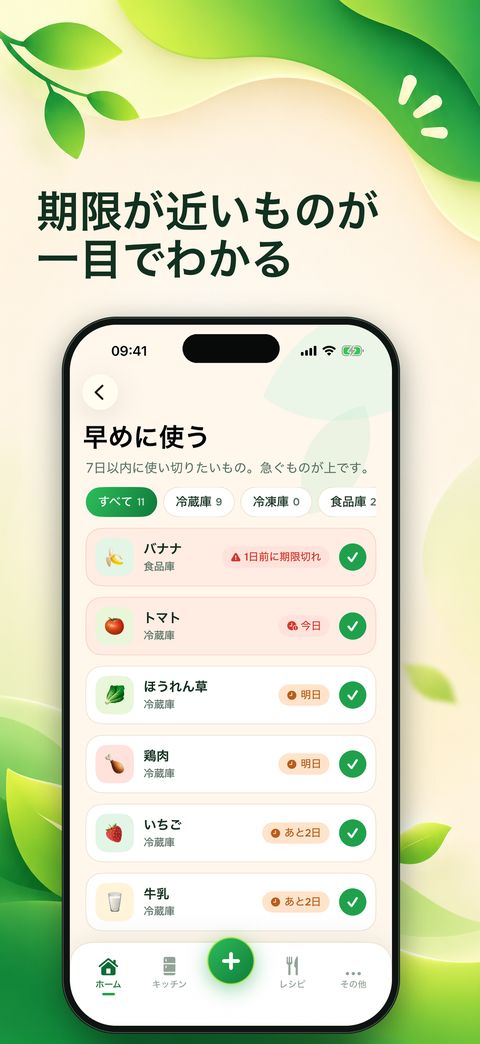 期限が近いものが
一目でわかる
09:41
早めに使う
7日以内に使い切りたいもの。急ぐものが上です。
すべて 11 冷蔵庫 9 冷凍庫 0 食品庫 2
バナナ
食品庫
1日前に期限切れ
トマト
冷蔵庫
今日
ほうれん草
冷蔵庫
明日
鶏肉
冷蔵庫
明日
いちご
冷蔵庫
あと2日
牛乳
冷蔵庫
あと2日
ホーム キッチン レシピ その他